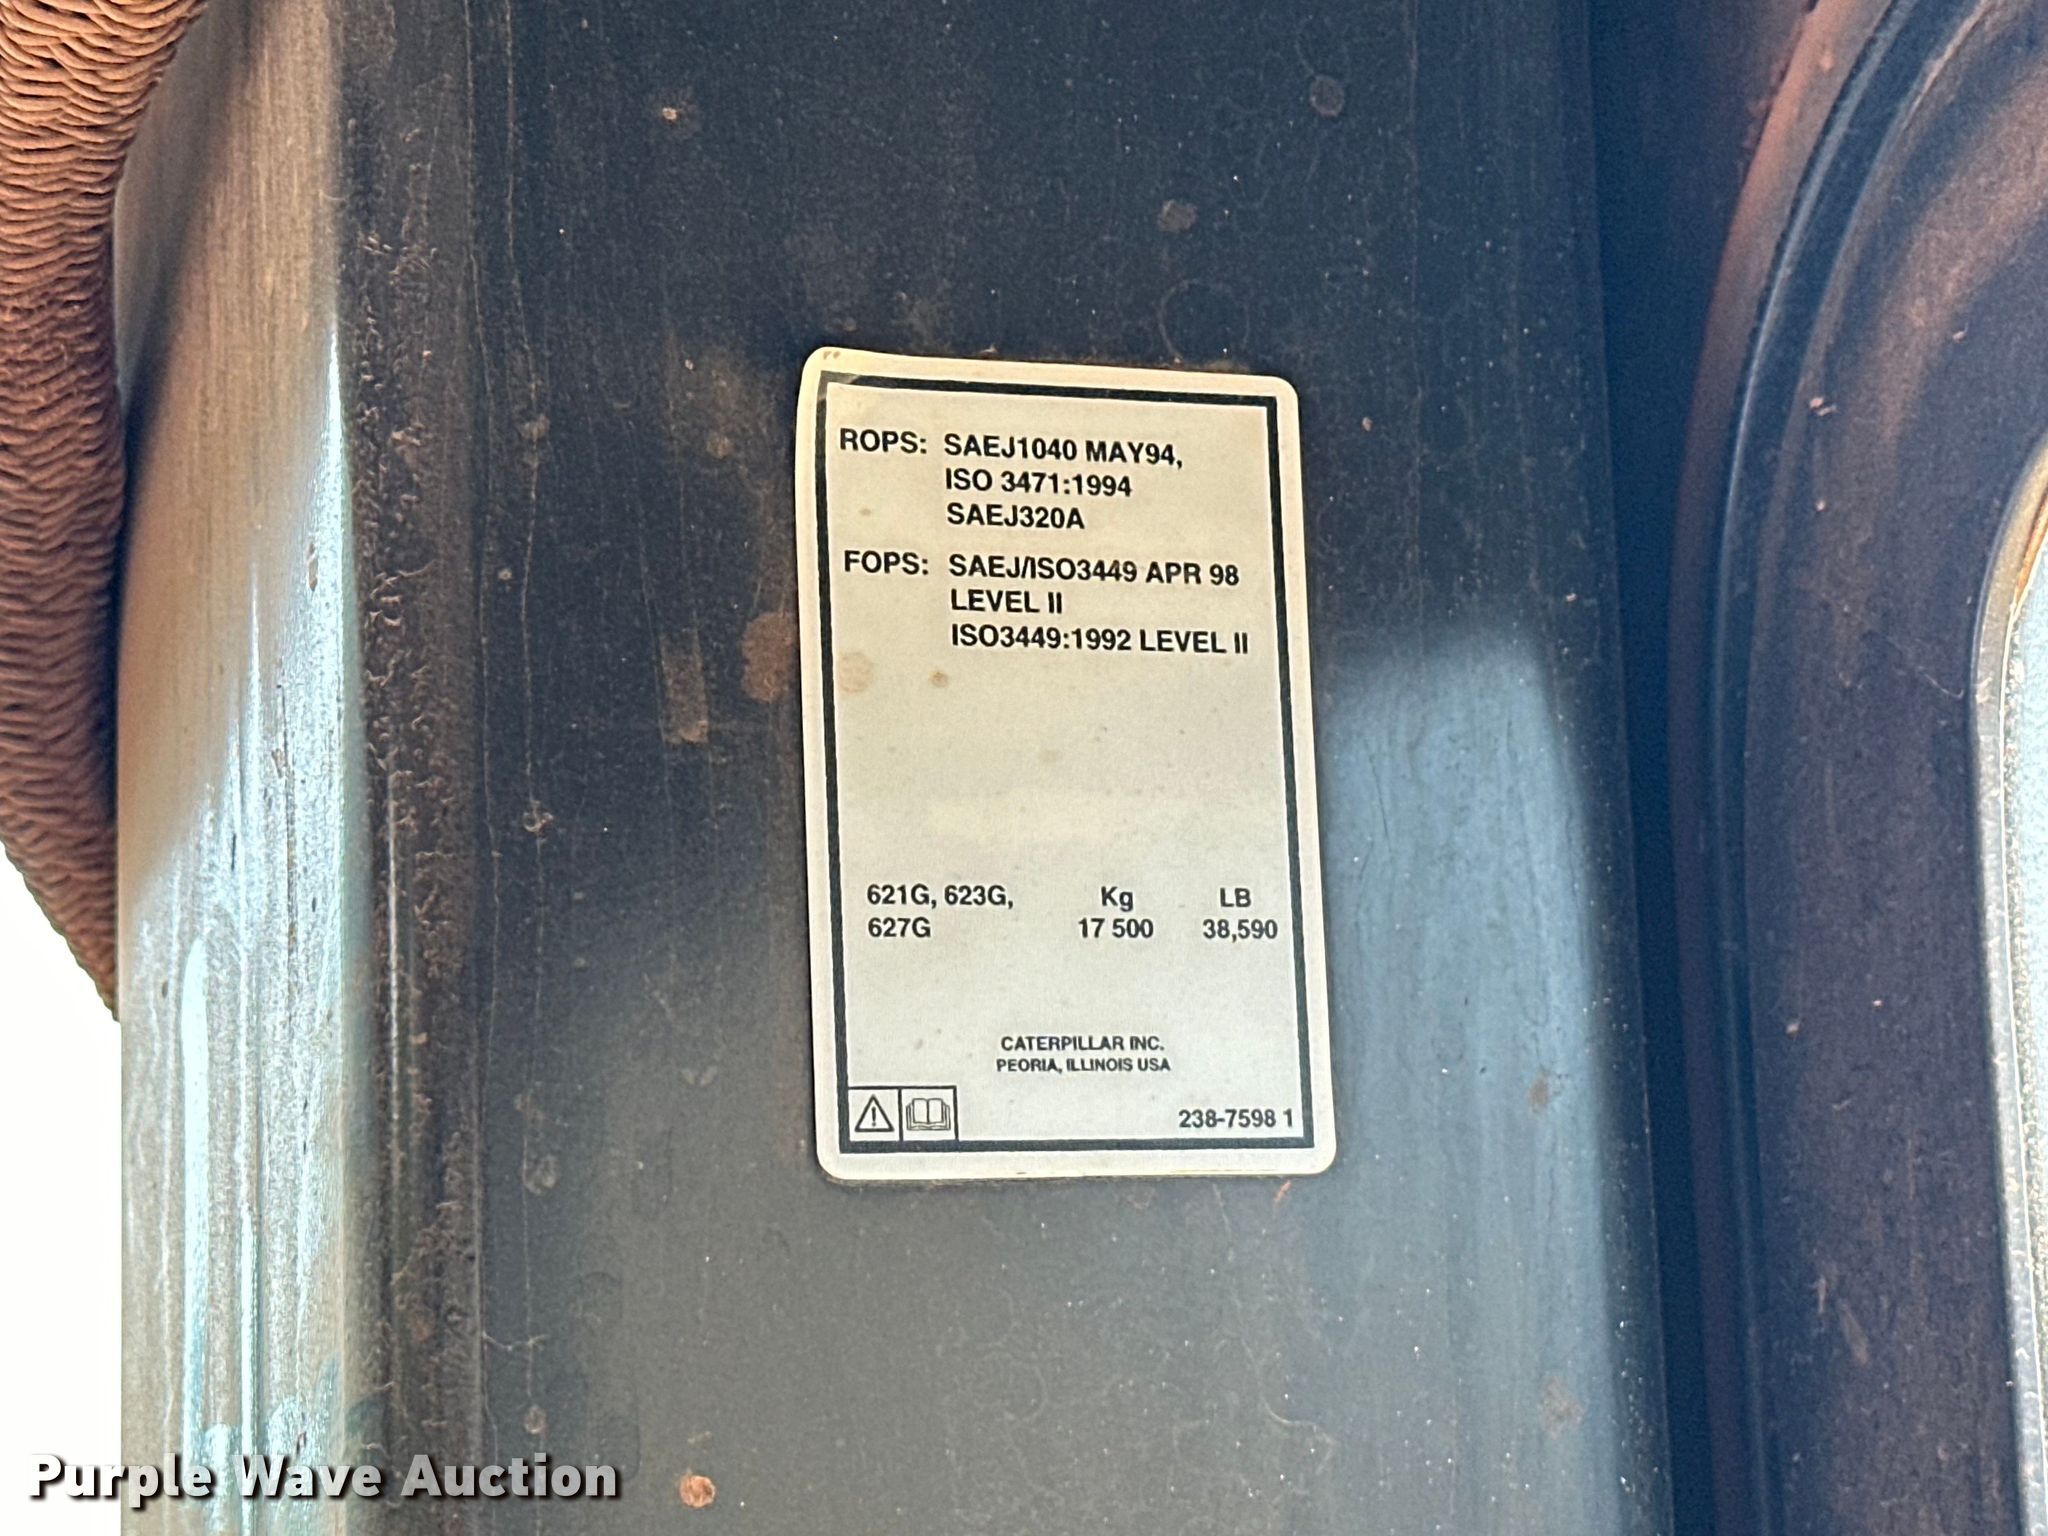 ROPS: SAEJ1040 MAY94,
ISO 3471:1994
SAEJ320A
FOPS: SAEJ/ISO3449 APR 98
LEVEL II
ISO3449:1992 LEVEL II
621G, 623G, Kg LB
627G 17 500 38,590
CATERPILLAR INC.
PEORIA, ILLINOIS USA
238-7598 1
Purple Wave Auction